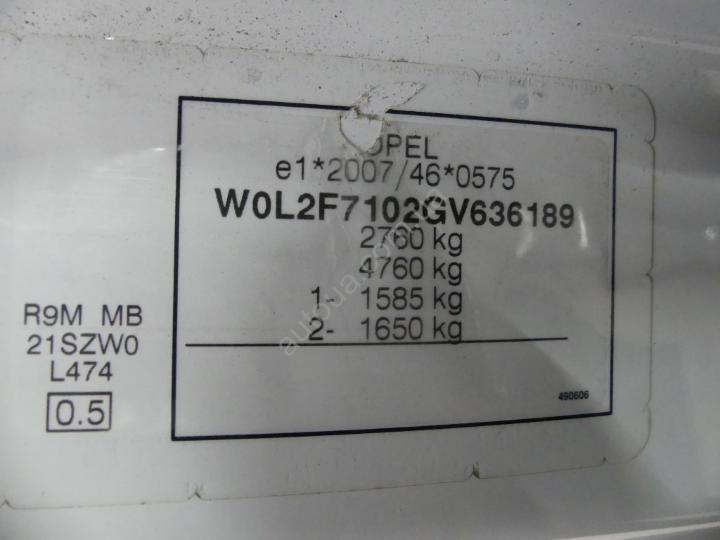 OPEL
e1*2007/46*0575
W0L2F7102GV636189
2760 kg
4760 kg
1- 1585 kg
2- 1650 kg
R9M MB
21SZW0
L474
0.5
490606